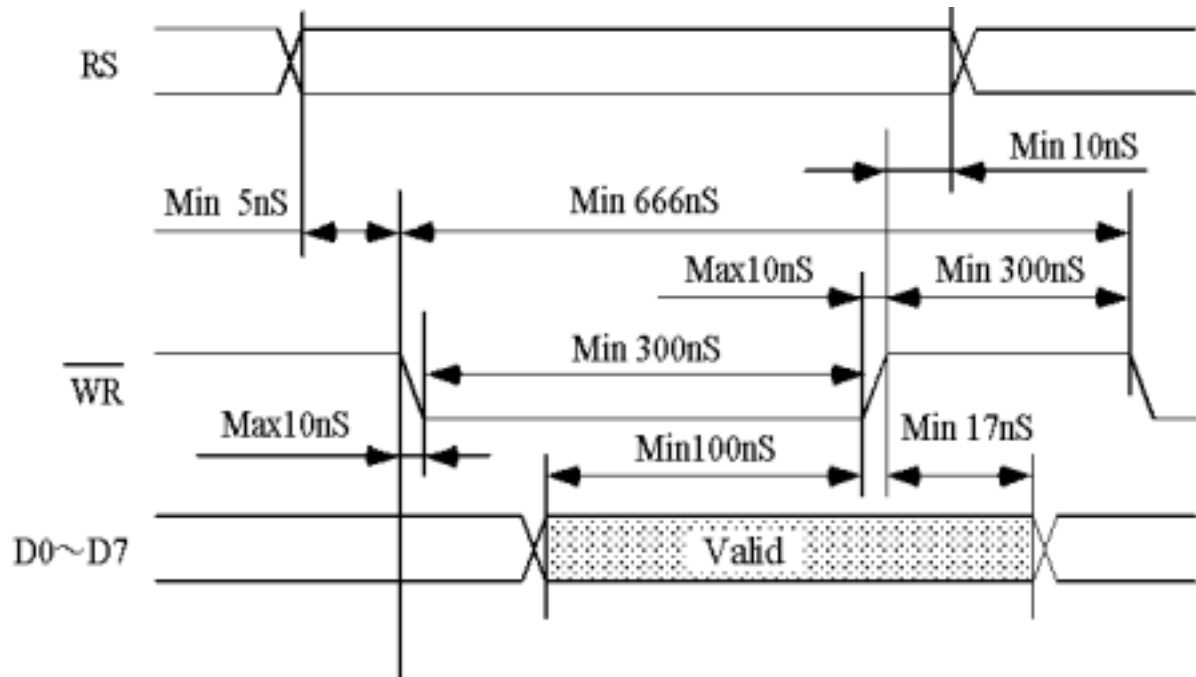 RS
Min 10nS
Min 5nS
Min 666nS
Max10nS
Min 300nS
Min 300nS
WR
Max10nS
Min 17nS
Min100nS
D0～D7
Valid